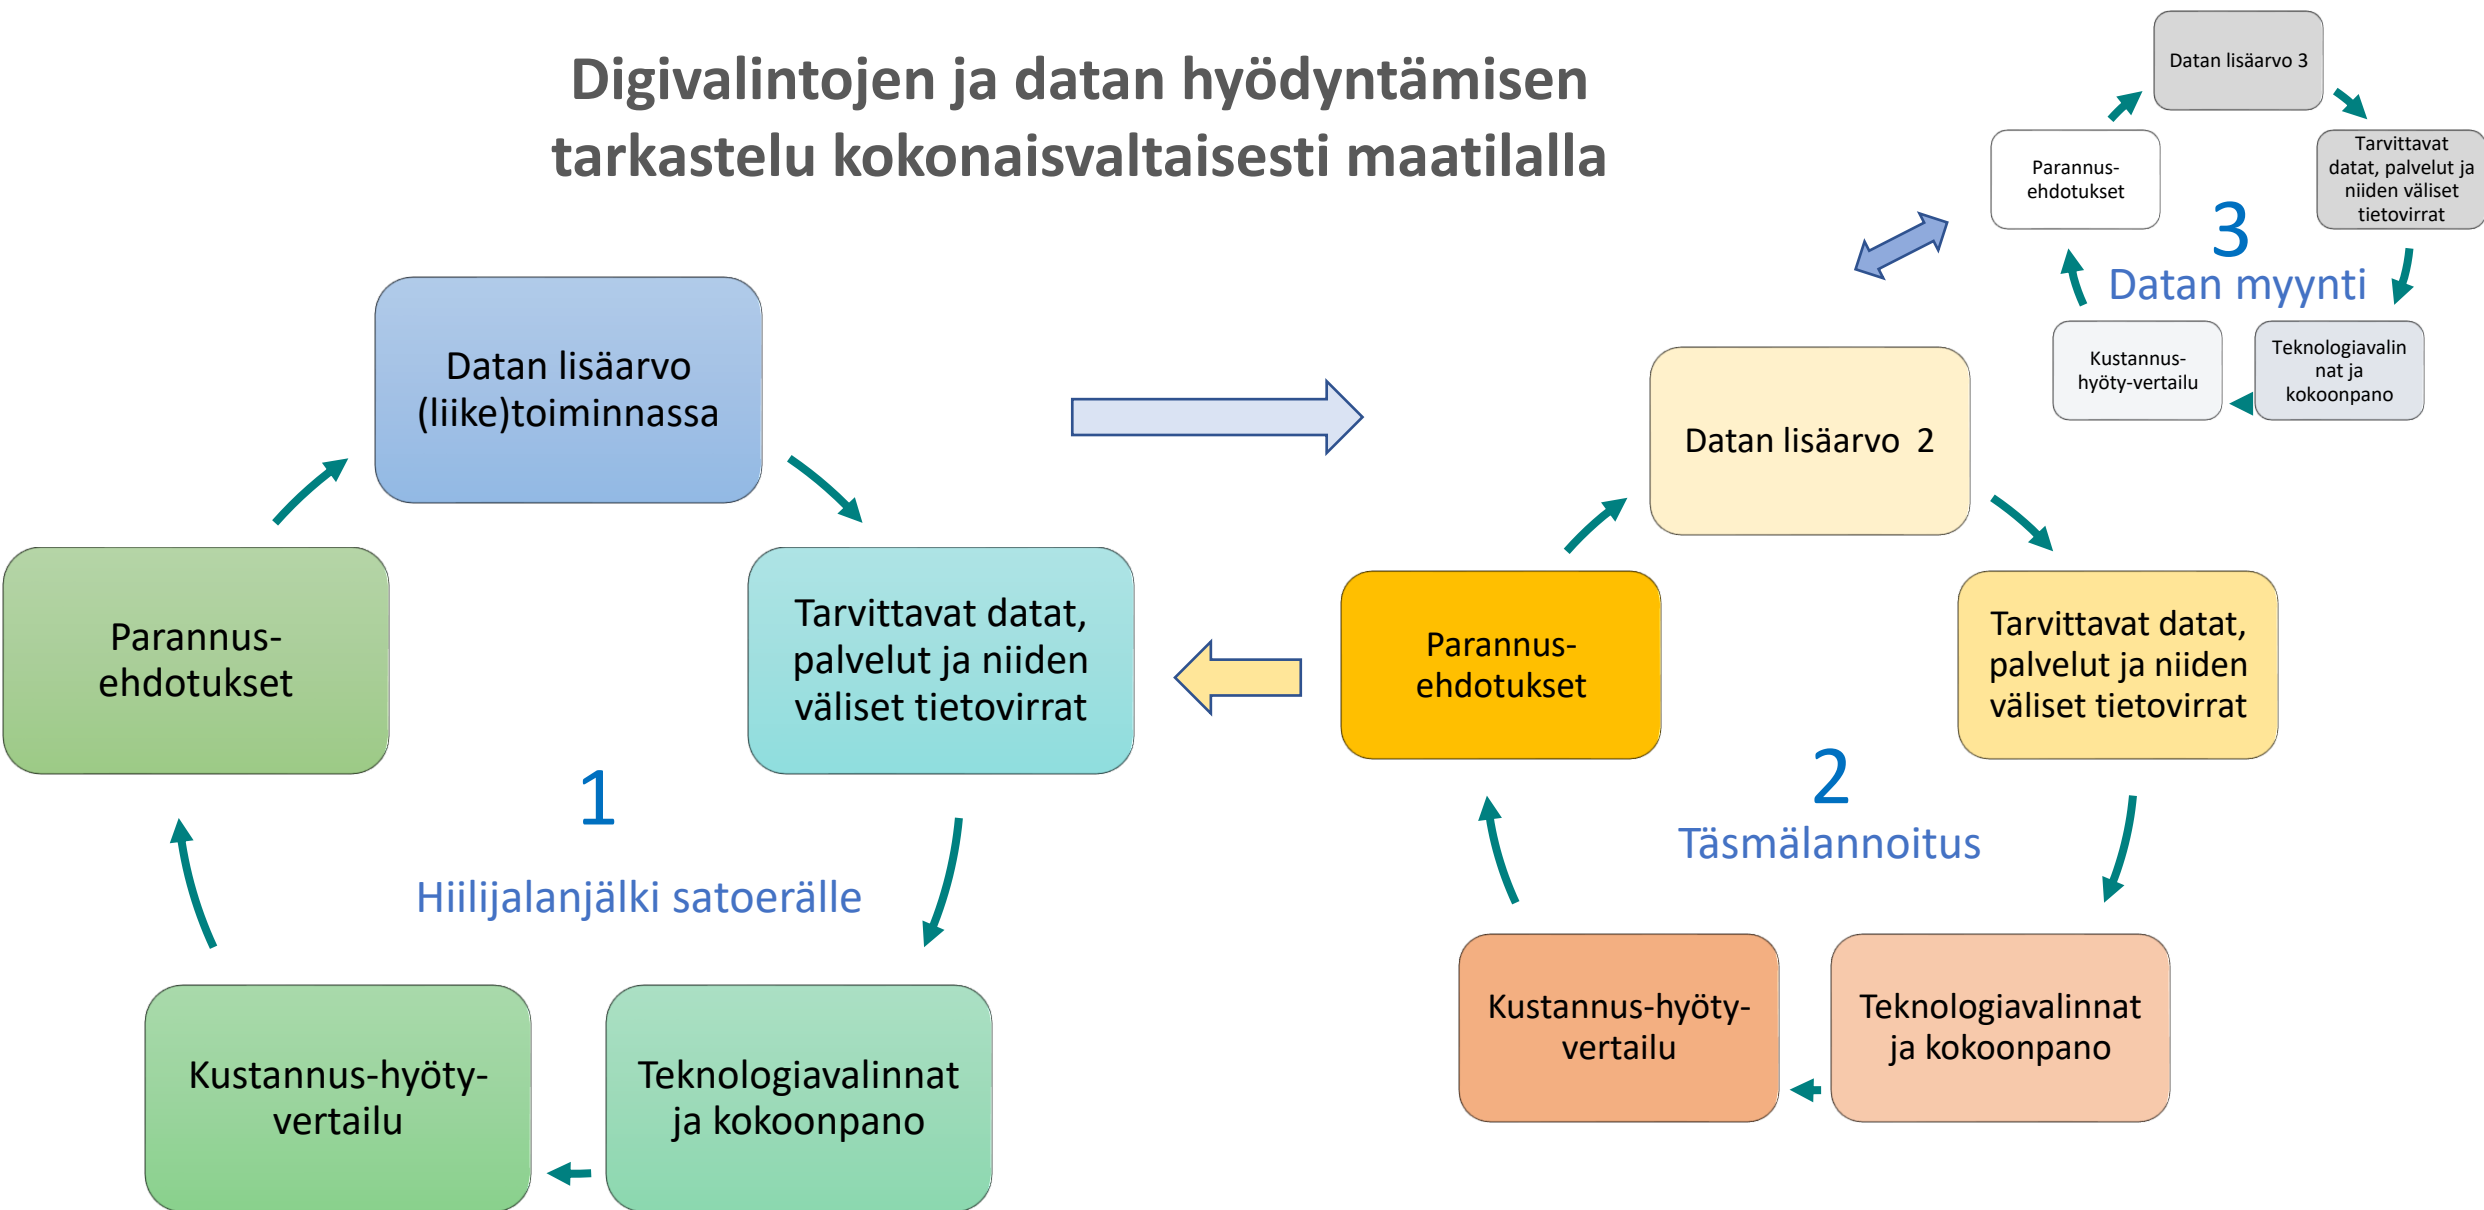 Digivalintojen ja datan hyödyntämisen
tarkastelu kokonaisvaltaisesti maatilalla
Datan lisäarvo
(liike)toiminnassa
Tarvittavat datat,
palvelut ja niiden
väliset tietovirrat
Teknologiavalinnat
ja kokoonpano
Kustannus-hyöty-
vertailu
Parannus-
ehdotukset
1
Hiilijalanjälki satoerälle
Datan lisäarvo 2
Tarvittavat datat,
palvelut ja niiden
väliset tietovirrat
Teknologiavalinnat
ja kokoonpano
Kustannus-hyöty-
vertailu
Parannus-
ehdotukset
2
Täsmälannoitus
Datan lisäarvo 3
Tarvittavat
datat, palvelut ja
niiden väliset
tietovirrat
Teknologiavalin
nat ja
kokoonpano
Kustannus-
hyöty-vertailu
Parannus-
ehdotukset
3
Datan myynti